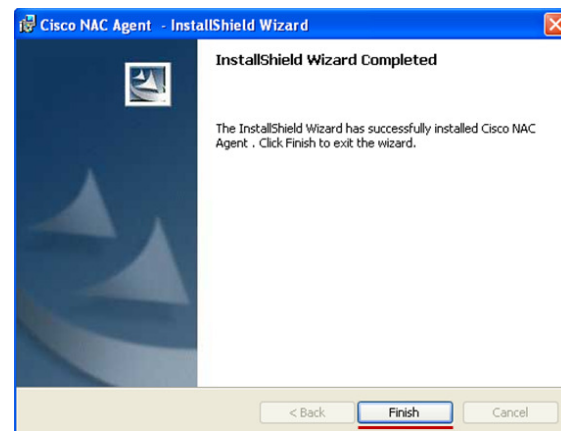 Cisco NAC Agent - InstallShield Wizard
InstallShield Wizard Completed
The InstallShield Wizard has successfully installed Cisco NAC
Agent . Click Finish to exit the wizard.
< Back Finish Cancel